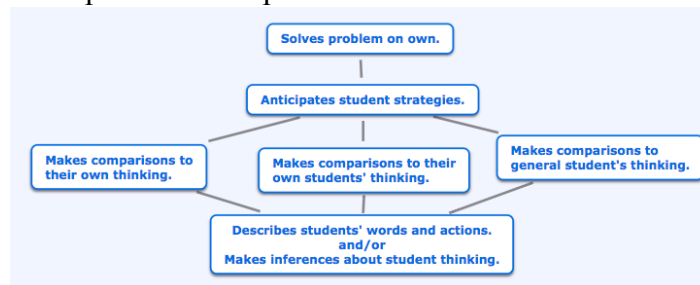 Solves problem on own.
Anticipates student strategies.
Makes comparisons to
their own thinking.
Makes comparisons to their
own students' thinking.
Makes comparisons to
general student's thinking.
Describes students' words and actions.
and/or
Makes inferences about student thinking.